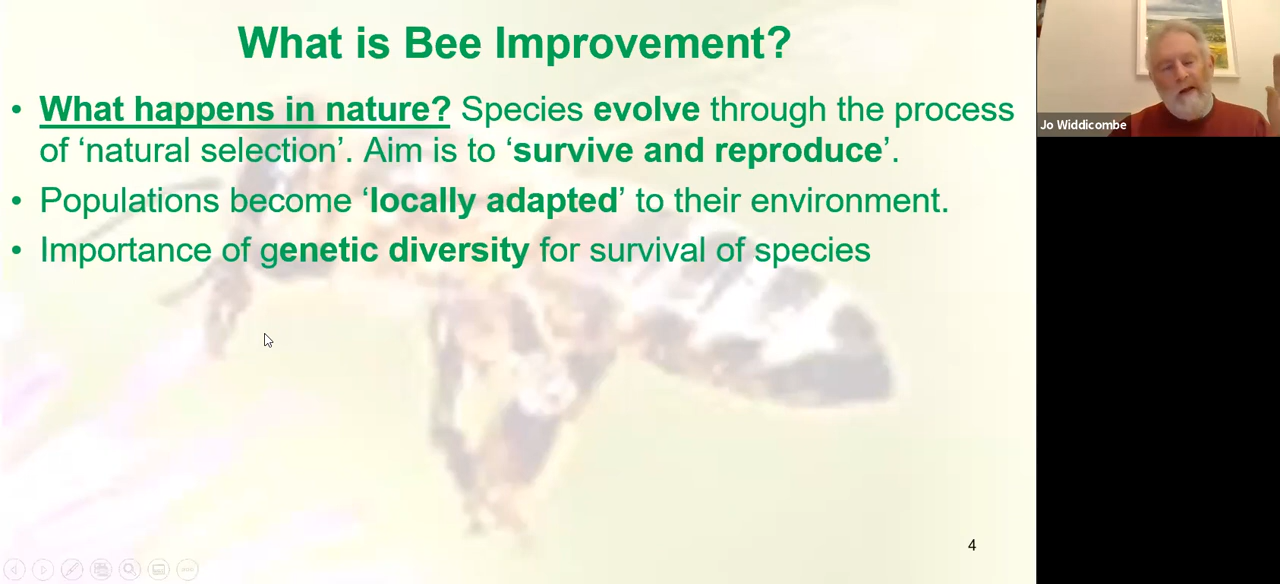 What is Bee Improvement?
• What happens in nature? Species evolve through the process
of ‘natural selection’. Aim is to ‘survive and reproduce’.
• Populations become ‘locally adapted’ to their environment.
• Importance of genetic diversity for survival of species
4
Jo Widdicombe